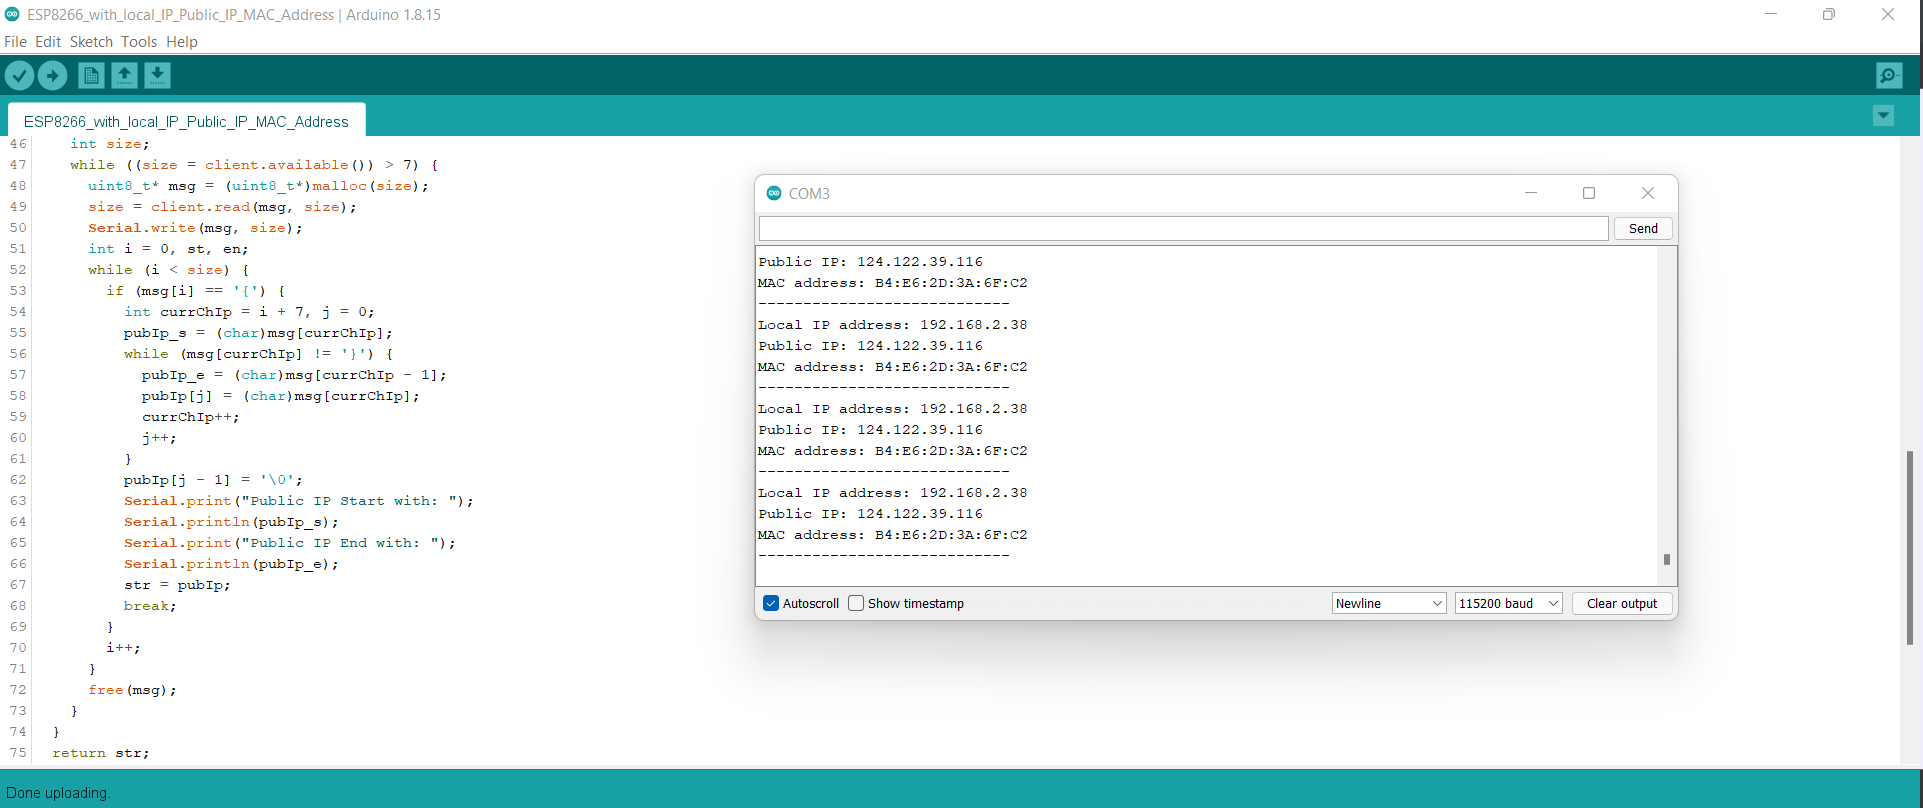 ESP8266_with_local_IP_Public_IP_MAC_Address | Arduino 1.8.15
File Edit Sketch Tools Help
ESP8266_with_local_IP_Public_IP_MAC_Address
46 int size;
47 while ((size = client.available()) > 7) {
48 uint8_t* msg = (uint8_t*)malloc(size);
49 size = client.read(msg, size);
50 Serial.write(msg, size);
51 int i = 0, st, en;
52 while (i < size) {
53 if (msg[i] == '{') {
54 int currChIp = i + 7, j = 0;
55 pubIp_s = (char)msg[currChIp];
56 while (msg[currChIp] != '}') {
57 pubIp_e = (char)msg[currChIp - 1];
58 pubIp[j] = (char)msg[currChIp];
59 currChIp++;
60 j++;
61 }
62 pubIp[j - 1] = '\0';
63 Serial.print("Public IP Start with: ");
64 Serial.println(pubIp_s);
65 Serial.print("Public IP End with: ");
66 Serial.println(pubIp_e);
67 str = pubIp;
68 break;
69 }
70 i++;
71 }
72 free(msg);
73 }
74 }
75 return str;
COM3
Send
Public IP: 124.122.39.116
MAC address: B4:E6:2D:3A:6F:C2
----------------------------
Local IP address: 192.168.2.38
Public IP: 124.122.39.116
MAC address: B4:E6:2D:3A:6F:C2
----------------------------
Local IP address: 192.168.2.38
Public IP: 124.122.39.116
MAC address: B4:E6:2D:3A:6F:C2
----------------------------
Local IP address: 192.168.2.38
Public IP: 124.122.39.116
MAC address: B4:E6:2D:3A:6F:C2
----------------------------
Autoscroll Show timestamp Newline 115200 baud Clear output
Done uploading.